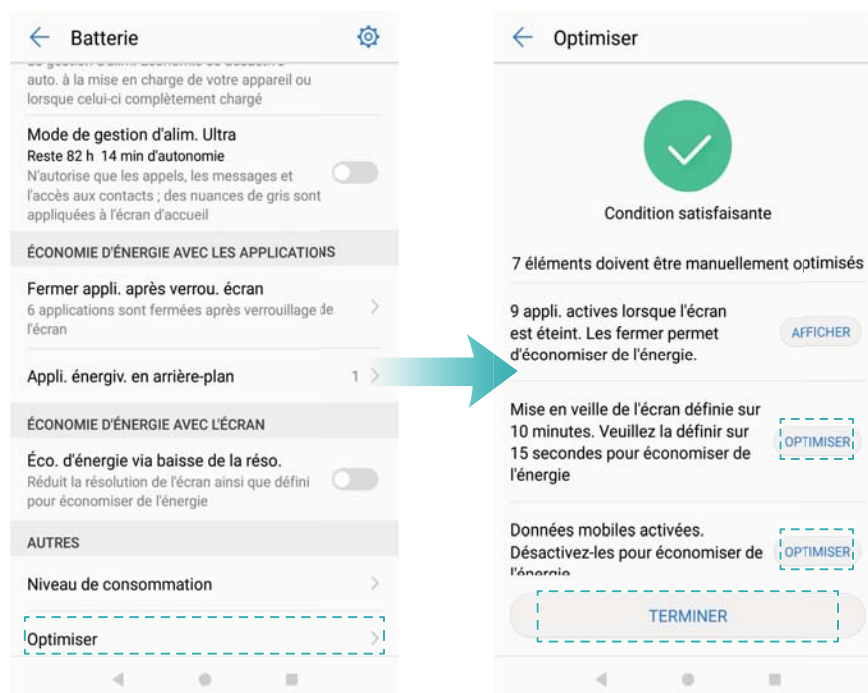 Batterie
auto. à la mise en charge de votre appareil ou
lorsque celui-ci complètement chargé
Mode de gestion d'alim. Ultra
Reste 82 h 14 min d'autonomie
N'autorise que les appels, les messages et
l'accès aux contacts ; des nuances de gris sont
appliquées à l'écran d'accueil
ÉCONOMIE D'ÉNERGIE AVEC LES APPLICATIONS
Fermer appli. après verrou. écran
6 applications sont fermées après verrouillage de
l'écran
Appli. énergiv. en arrière-plan
1
ÉCONOMIE D'ÉNERGIE AVEC L'ÉCRAN
Éco. d'énergie via baisse de la réso.
Réduit la résolution de l'écran ainsi que défini
pour économiser de l'énergie
AUTRES
Niveau de consommation
Optimiser
Optimiser
Condition satisfaisante
7 éléments doivent être manuellement optimisés
9 appli. actives lorsque l'écran
est éteint. Les fermer permet
d'économiser de l'énergie.
AFFICHER
Mise en veille de l'écran définie sur
10 minutes. Veuillez la définir sur
15 secondes pour économiser de
l'énergie
OPTIMISER
Données mobiles activées.
Désactivez-les pour économiser de
l'énergie
OPTIMISER
TERMINER